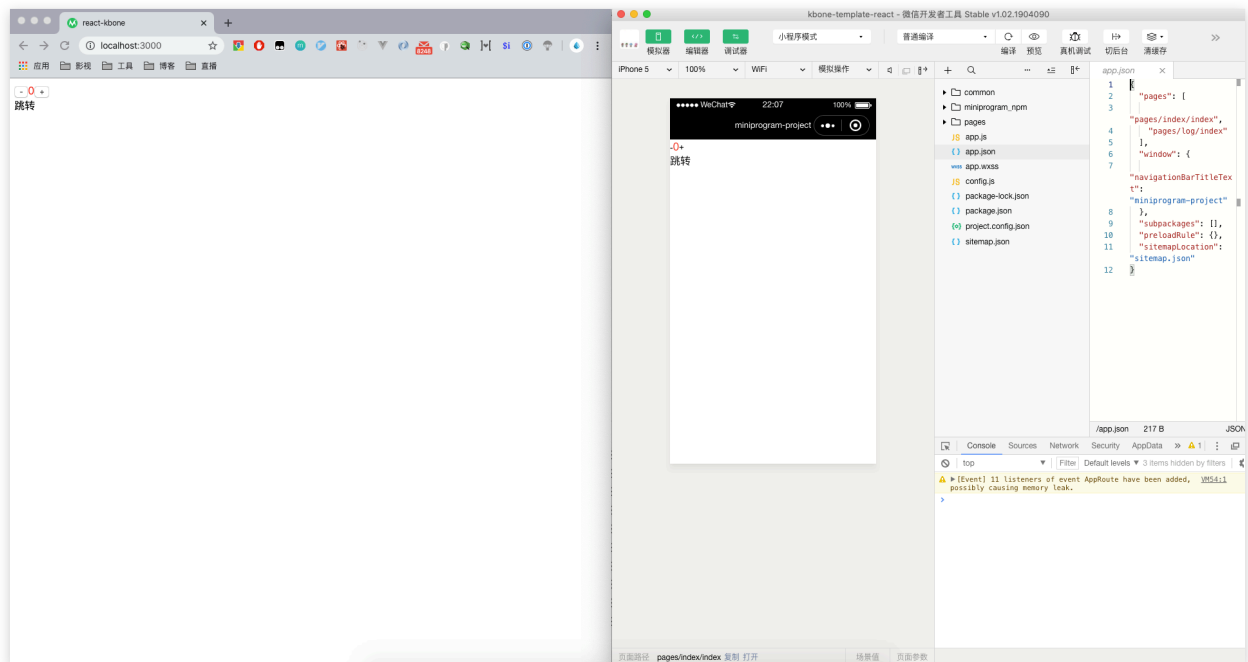 react-kbone
localhost:3000
8248
应用 影视 工具 博客 直播
- 0 +
跳转
kbone-template-react - 微信开发者工具 Stable v1.02.1904090
模拟器 编辑器 调试器
小程序模式
普通编译
编译 预览 真机调试 切后台 清缓存
iPhone 5 100% WiFi 模拟操作
WeChat 22:07 100%
miniprogram-project
-0+
跳转
common
miniprogram_npm
pages
JS app.js
{ } app.json
wxss app.wxss
JS config.js
{ } package-lock.json
{ } package.json
{o} project.config.json
{ } sitemap.json
app.json
1 {
2 "pages": [
3
"pages/index/index",
4 "pages/log/index"
5 ],
6 "window": {
7
"navigationBarTitleTex
t":
"miniprogram-project"
8 },
9 "subpackages": [],
10 "preloadRule": {},
11 "sitemapLocation":
"sitemap.json"
12 }
/app.json 217 B JSON
Console Sources Network Security AppData 1
top Filter Default levels 3 items hidden by filters
[Event] 11 listeners of event AppRoute have been added, VM54:1
possibly causing memory leak.
页面路径 pages/index/index 复制 打开 场景值 页面参数